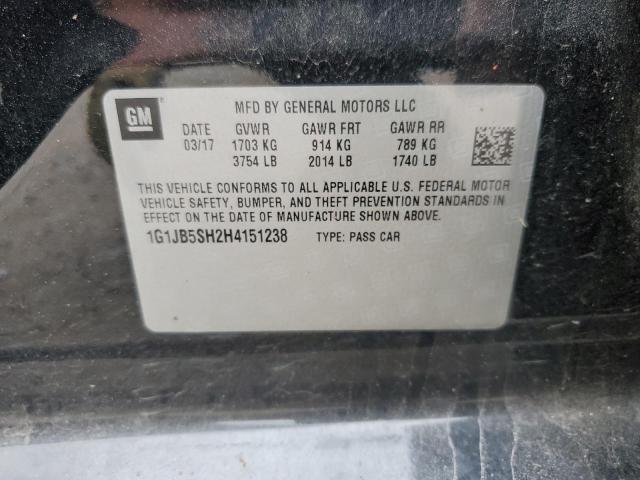 GM
MFD BY GENERAL MOTORS LLC
DATE GVWR GAWR FRT GAWR RR
03/17 1703 KG 914 KG 789 KG
3754 LB 2014 LB 1740 LB
THIS VEHICLE CONFORMS TO ALL APPLICABLE U.S. FEDERAL MOTOR
VEHICLE SAFETY, BUMPER, AND THEFT PREVENTION STANDARDS IN
EFFECT ON THE DATE OF MANUFACTURE SHOWN ABOVE.
1G1JB5SH2H4151238 TYPE: PASS CAR